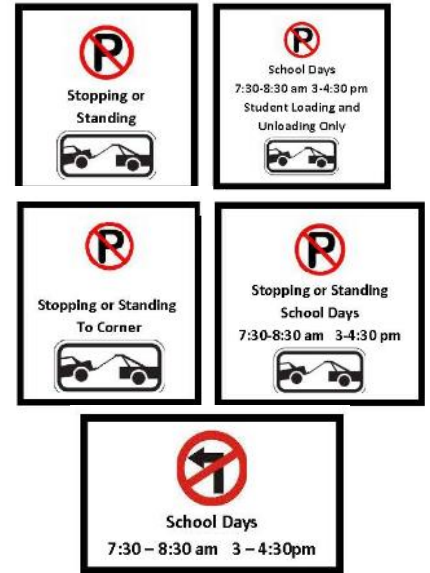 P
Stopping or
Standing
P
School Days
7:30-8:30 am 3-4:30 pm
Student Loading and
Unloading Only
P
Stopping or Standing
To Corner
P
Stopping or Standing
School Days
7:30-8:30 am 3-4:30 pm
School Days
7:30 – 8:30 am 3 – 4:30pm